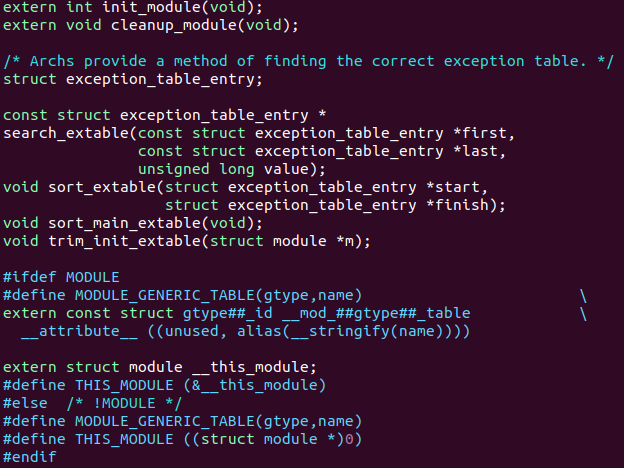 extern int init_module(void);
extern void cleanup_module(void);

/* Archs provide a method of finding the correct exception table. */
struct exception_table_entry;

const struct exception_table_entry *
search_extable(const struct exception_table_entry *first,
               const struct exception_table_entry *last,
               unsigned long value);
void sort_extable(struct exception_table_entry *start,
                  struct exception_table_entry *finish);
void sort_main_extable(void);
void trim_init_extable(struct module *m);

#ifdef MODULE
#define MODULE_GENERIC_TABLE(gtype,name)                        \
extern const struct gtype##_id __mod_##gtype##_table            \
  __attribute__ ((unused, alias(__stringify(name))))

extern struct module __this_module;
#define THIS_MODULE (&__this_module)
#else  /* !MODULE */
#define MODULE_GENERIC_TABLE(gtype,name)
#define THIS_MODULE ((struct module *)0)
#endif